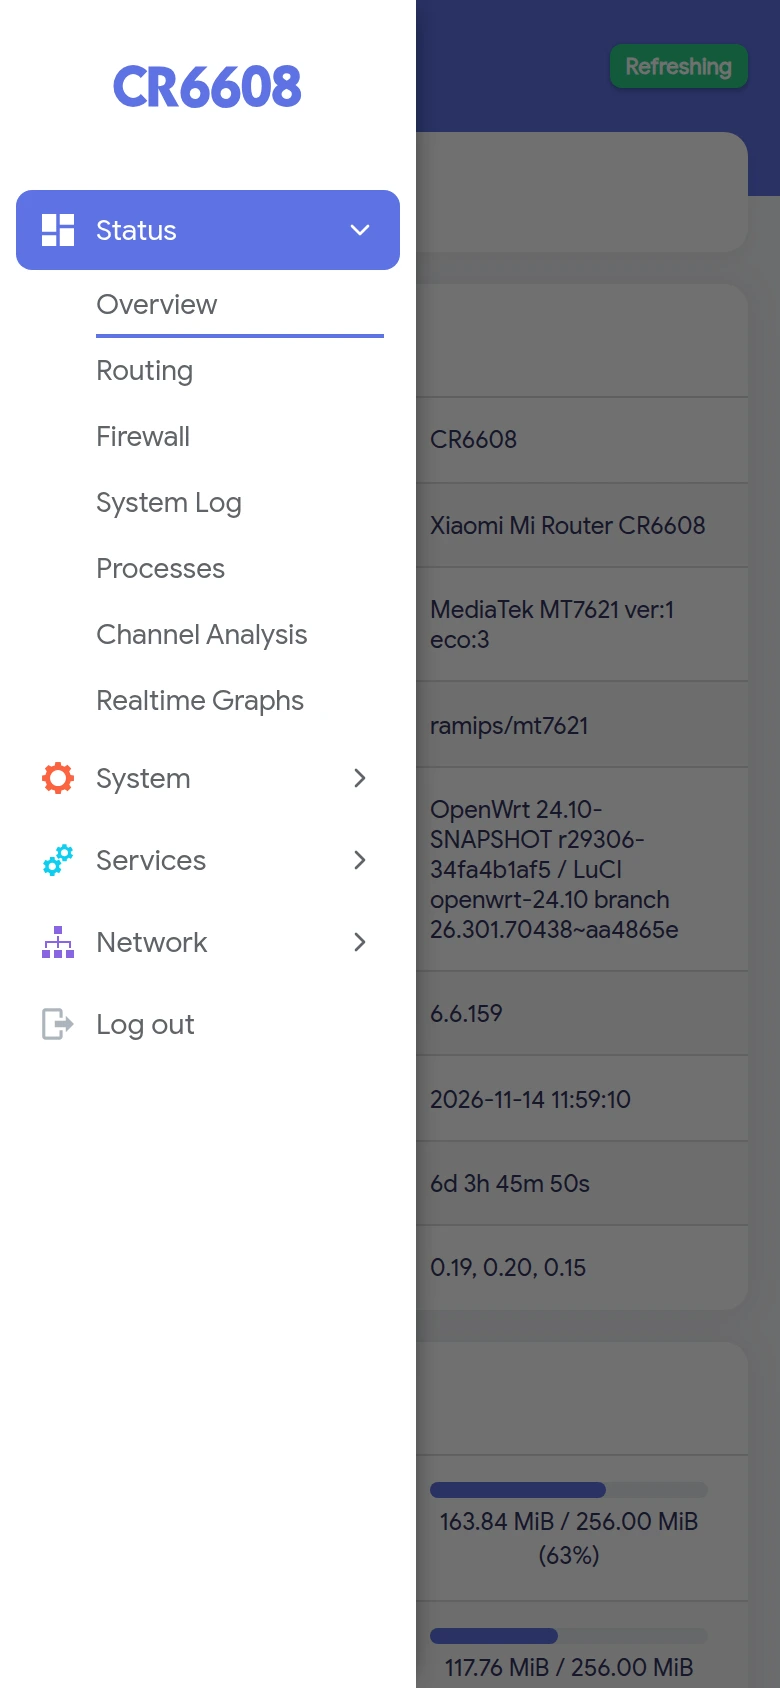 CR6608
Status
Overview
Routing
Firewall
System Log
Processes
Channel Analysis
Realtime Graphs
System
Services
Network
Log out
Refreshing
CR6608
Xiaomi Mi Router CR6608
MediaTek MT7621 ver:1
eco:3
ramips/mt7621
OpenWrt 24.10-
SNAPSHOT r29306-
34fa4b1af5 / LuCI
openwrt-24.10 branch
26.301.70438~aa4865e
6.6.159
2026-11-14 11:59:10
6d 3h 45m 50s
0.19, 0.20, 0.15
163.84 MiB / 256.00 MiB
(63%)
117.76 MiB / 256.00 MiB